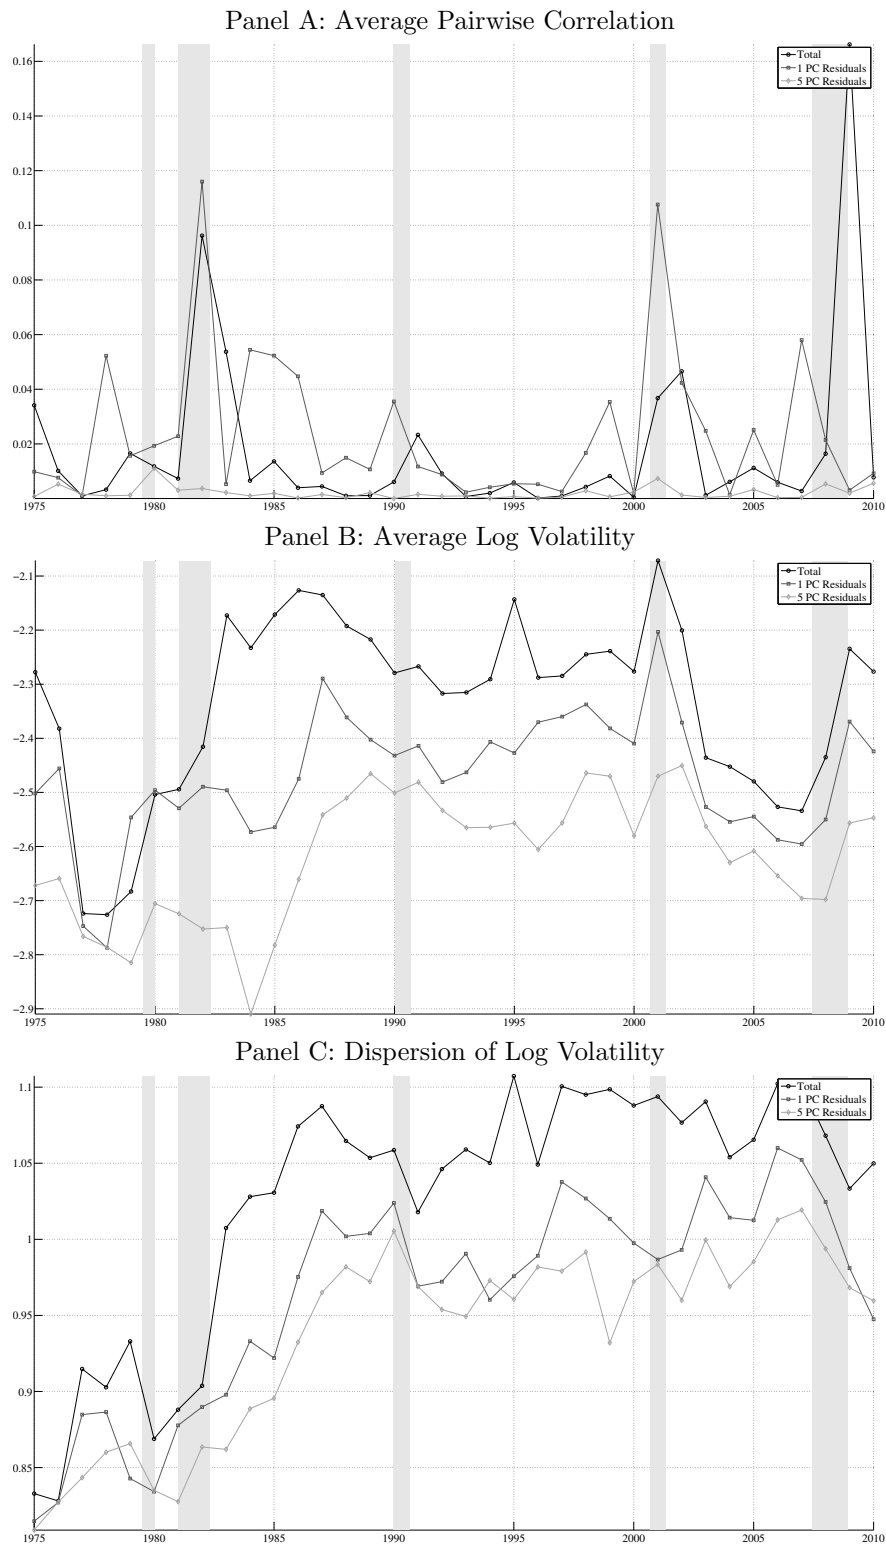 Panel A: Average Pairwise Correlation
Total
1 PC Residuals
5 PC Residuals
0.16
0.14
0.12
0.1
0.08
0.06
0.04
0.02
1975 1980 1985 1990 1995 2000 2005 2010
Panel B: Average Log Volatility
Total
1 PC Residuals
5 PC Residuals
−2.1
−2.2
−2.3
−2.4
−2.5
−2.6
−2.7
−2.8
−2.9
1975 1980 1985 1990 1995 2000 2005 2010
Panel C: Dispersion of Log Volatility
Total
1 PC Residuals
5 PC Residuals
1.1
1.05
1
0.95
0.9
0.85
1975 1980 1985 1990 1995 2000 2005 2010